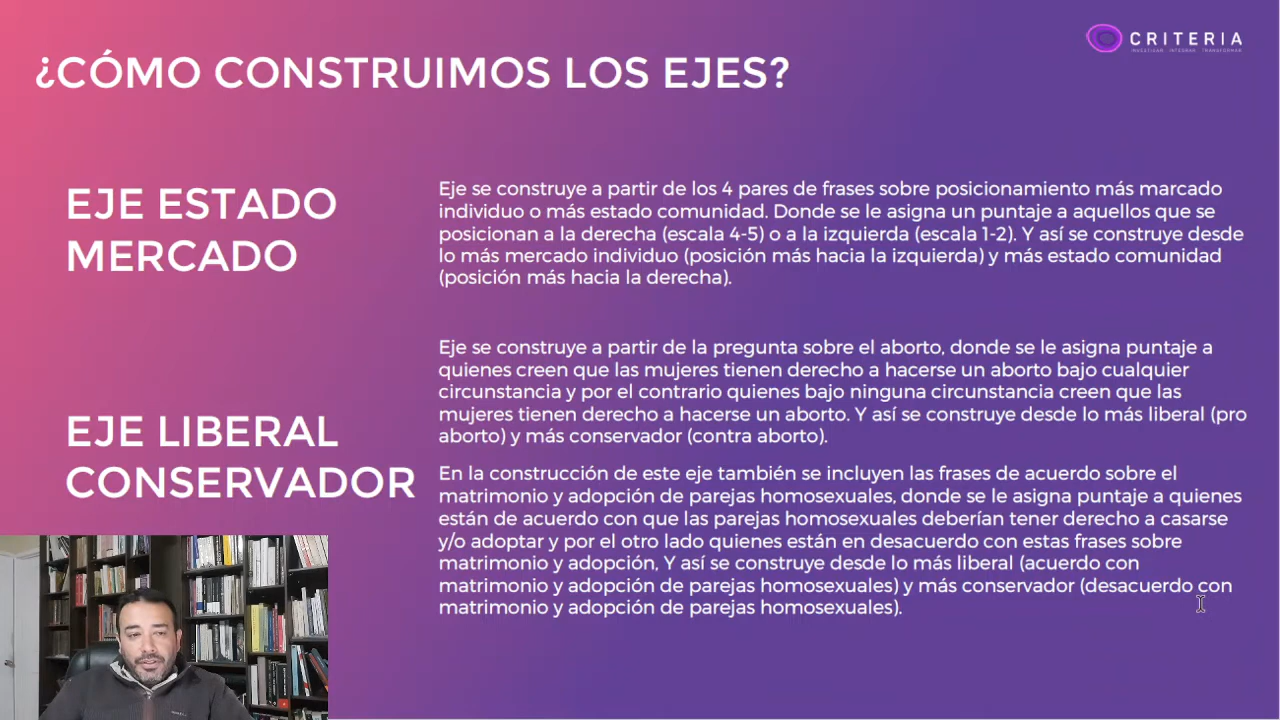 CRITERIA
INVESTIGAR INTEGRAR TRANSFORMAR
¿CÓMO CONSTRUIMOS LOS EJES?
EJE ESTADO
MERCADO
Eje se construye a partir de los 4 pares de frases sobre posicionamiento más marcado
individuo o más estado comunidad. Donde se le asigna un puntaje a aquellos que se
posicionan a la derecha (escala 4-5) o a la izquierda (escala 1-2). Y así se construye desde
lo más mercado individuo (posición más hacia la izquierda) y más estado comunidad
(posición más hacia la derecha).
EJE LIBERAL
CONSERVADOR
Eje se construye a partir de la pregunta sobre el aborto, donde se le asigna puntaje a
quienes creen que las mujeres tienen derecho a hacerse un aborto bajo cualquier
circunstancia y por el contrario quienes bajo ninguna circunstancia creen que las
mujeres tienen derecho a hacerse un aborto. Y así se construye desde lo más liberal (pro
aborto) y más conservador (contra aborto).
En la construcción de este eje también se incluyen las frases de acuerdo sobre el
matrimonio y adopción de parejas homosexuales, donde se le asigna puntaje a quienes
están de acuerdo con que las parejas homosexuales deberían tener derecho a casarse
y/o adoptar y por el otro lado quienes están en desacuerdo con estas frases sobre
matrimonio y adopción, Y así se construye desde lo más liberal (acuerdo con
matrimonio y adopción de parejas homosexuales) y más conservador (desacuerdo con
matrimonio y adopción de parejas homosexuales).